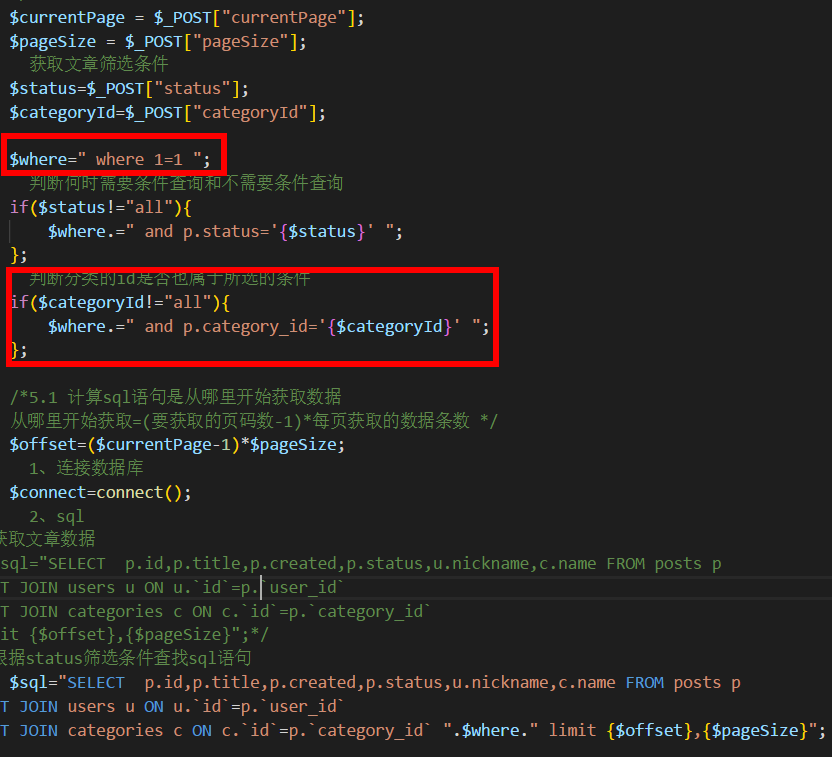 $currentPage = $_POST["currentPage"];
$pageSize = $_POST["pageSize"];
获取文章筛选条件
$status=$_POST["status"];
$categoryId=$_POST["categoryId"];
$where=" where 1=1 ";
判断何时需要条件查询和不需要条件查询
if($status!="all"){
$where.=" and p.status='{$status}' ";
};
判断分类的id是否也属于所选的条件
if($categoryId!="all"){
$where.=" and p.category_id='{$categoryId}' ";
};
/*5.1 计算sql语句是从哪里开始获取数据
从哪里开始获取=(要获取的页码数-1)*每页获取的数据条数 */
$offset=($currentPage-1)*$pageSize;
1、连接数据库
$connect=connect();
2、sql
获取文章数据
sql="SELECT  p.id,p.title,p.created,p.status,u.nickname,c.name FROM posts p
T JOIN users u ON u.`id`=p.`user_id`
T JOIN categories c ON c.`id`=p.`category_id`
it {$offset},{$pageSize}";*/
根据status筛选条件查找sql语句
$sql="SELECT  p.id,p.title,p.created,p.status,u.nickname,c.name FROM posts p
T JOIN users u ON u.`id`=p.`user_id`
T JOIN categories c ON c.`id`=p.`category_id` ".$where." limit {$offset},{$pageSize}";